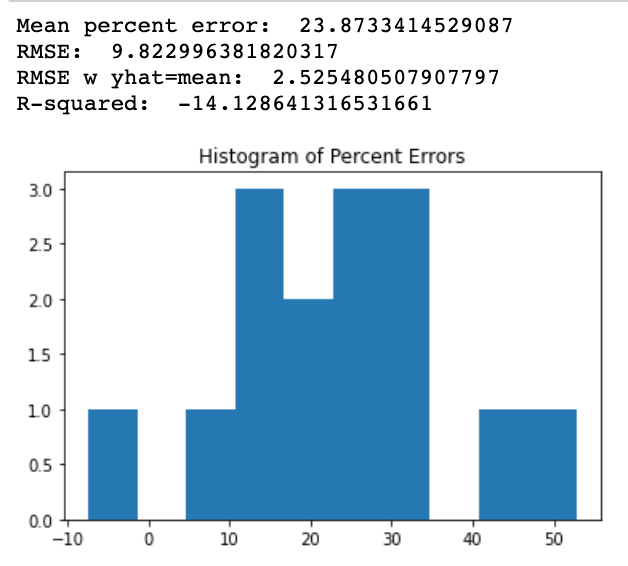 Mean percent error:  23.8733414529087
RMSE:  9.822996381820317
RMSE w yhat=mean:  2.525480507907797
R-squared:  -14.128641316531661
Histogram of Percent Errors
3.0
2.5
2.0
1.5
1.0
0.5
0.0
−10 0 10 20 30 40 50